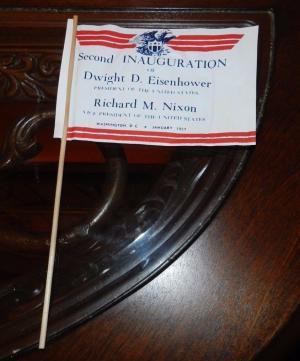 Second INAUGURATION
OF
Dwight D. Eisenhower
PRESIDENT OF THE UNITED STATES
Richard M. Nixon
VICE PRESIDENT OF THE UNITED STATES
WASHINGTON, D.C. ★ JANUARY 1957